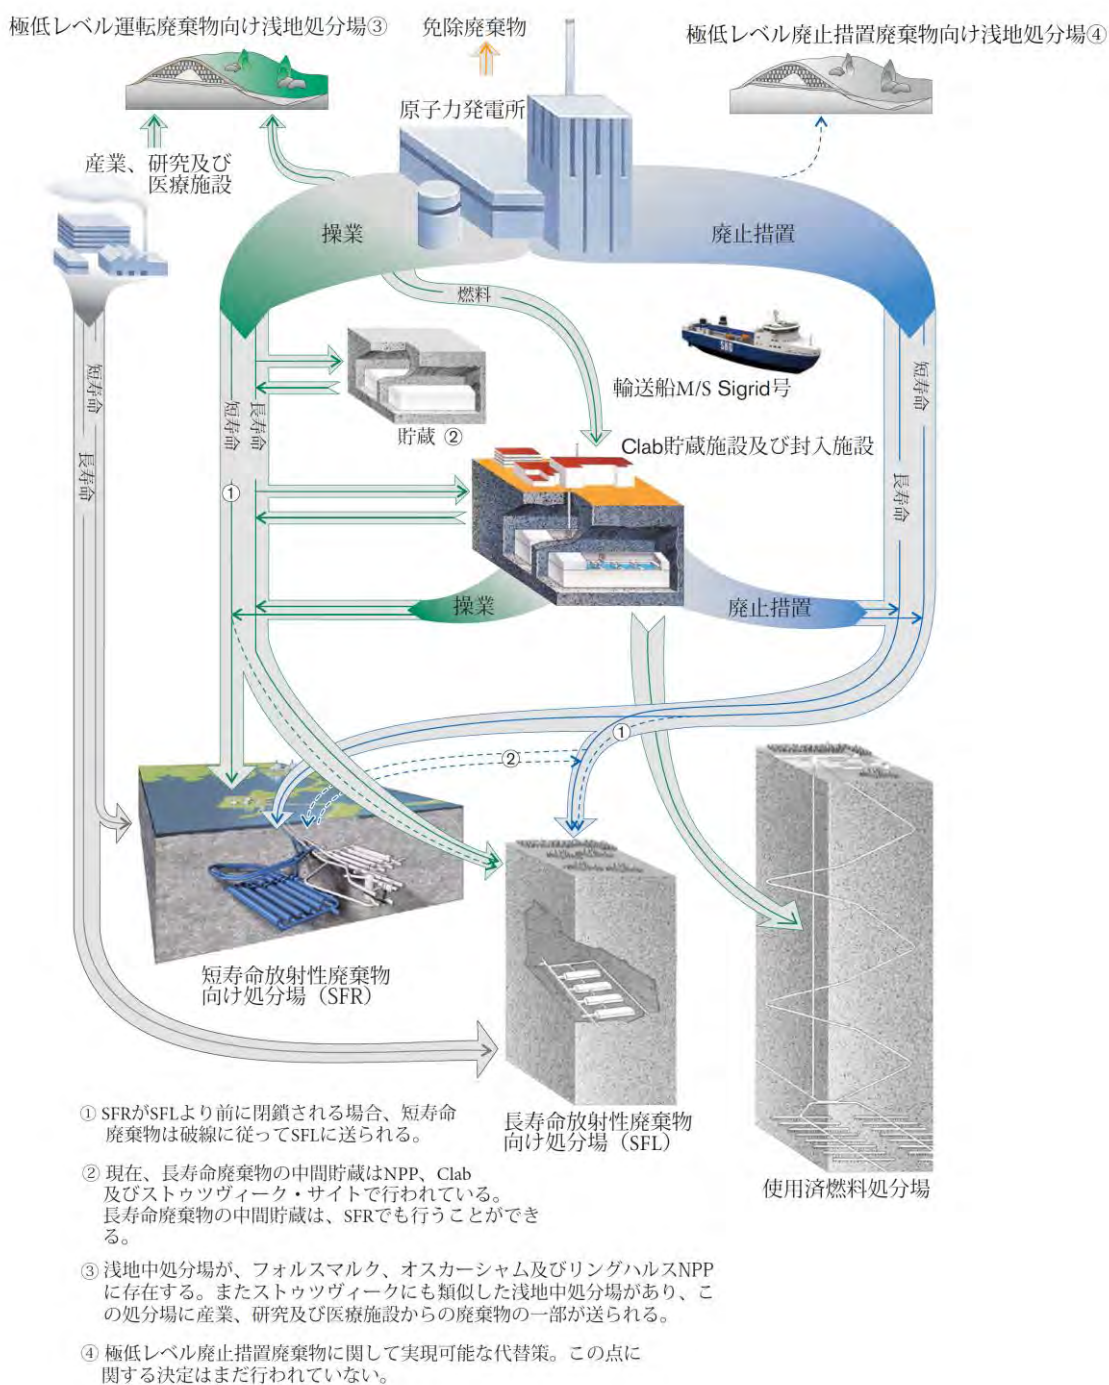 極低レベル運転廃棄物向け浅地処分場③
免除廃棄物
極低レベル廃止措置廃棄物向け浅地処分場④
原子力発電所
産業、研究及び
医療施設
操業
廃止措置
燃料
SKB
輸送船M/S Sigrid号
短寿命
長寿命
短寿命
長寿命
短寿命
長寿命
貯蔵 ②
Clab貯蔵施設及び封入施設
①
操業
廃止措置
①
②
短寿命放射性廃棄物
向け処分場（SFR）
長寿命放射性廃棄物
向け処分場（SFL）
使用済燃料処分場
① SFRがSFLより前に閉鎖される場合、短寿命
廃棄物は破線に従ってSFLに送られる。
② 現在、長寿命廃棄物の中間貯蔵はNPP、Clab
及びストゥツヴィーク・サイトで行われている。
長寿命廃棄物の中間貯蔵は、SFRでも行うことができ
る。
③ 浅地中処分場が、フォルスマルク、オスカーシャム及びリングハルスNPP
に存在する。またストゥツヴィークにも類似した浅地中処分場があり、こ
の処分場に産業、研究及び医療施設からの廃棄物の一部が送られる。
④ 極低レベル廃止措置廃棄物に関して実現可能な代替策。この点に
関する決定はまだ行われていない。